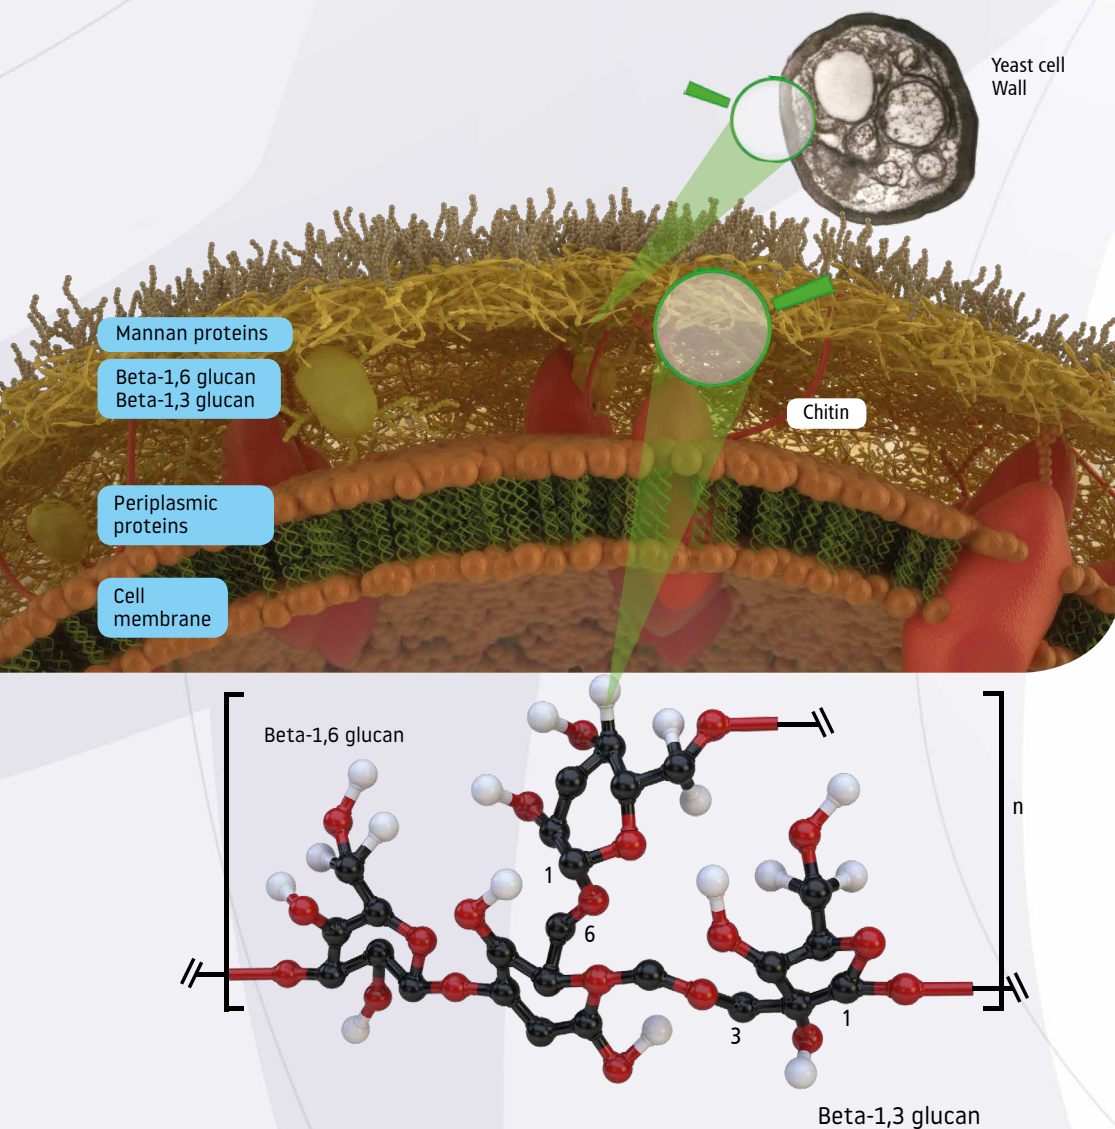 Yeast cell
Wall
Mannan proteins
Beta-1,6 glucan
Beta-1,3 glucan
Chitin
Periplasmic
proteins
Cell
membrane
Beta-1,6 glucan
n
1
6
3
1
Beta-1,3 glucan